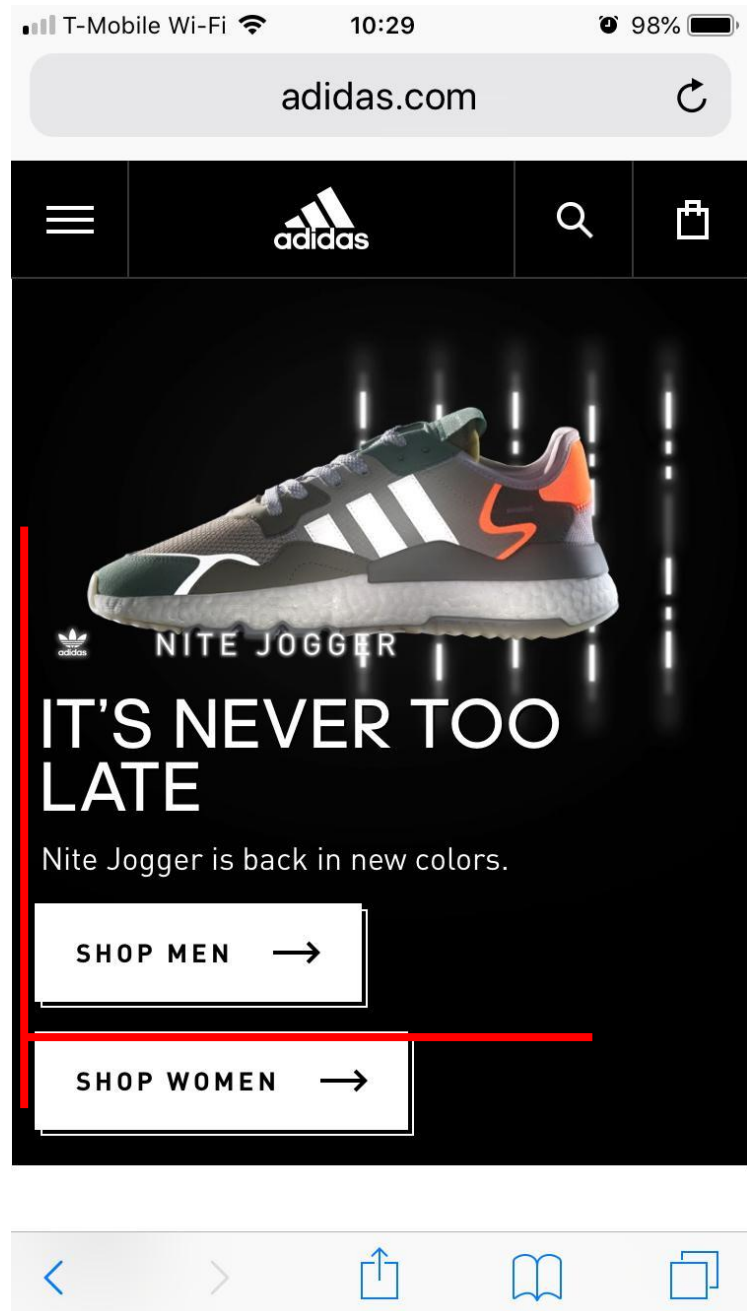 T-Mobile Wi-Fi 10:29 98%
adidas.com
adidas
adidas NITE JOGGER
IT'S NEVER TOO
LATE
Nite Jogger is back in new colors.
SHOP MEN
SHOP WOMEN